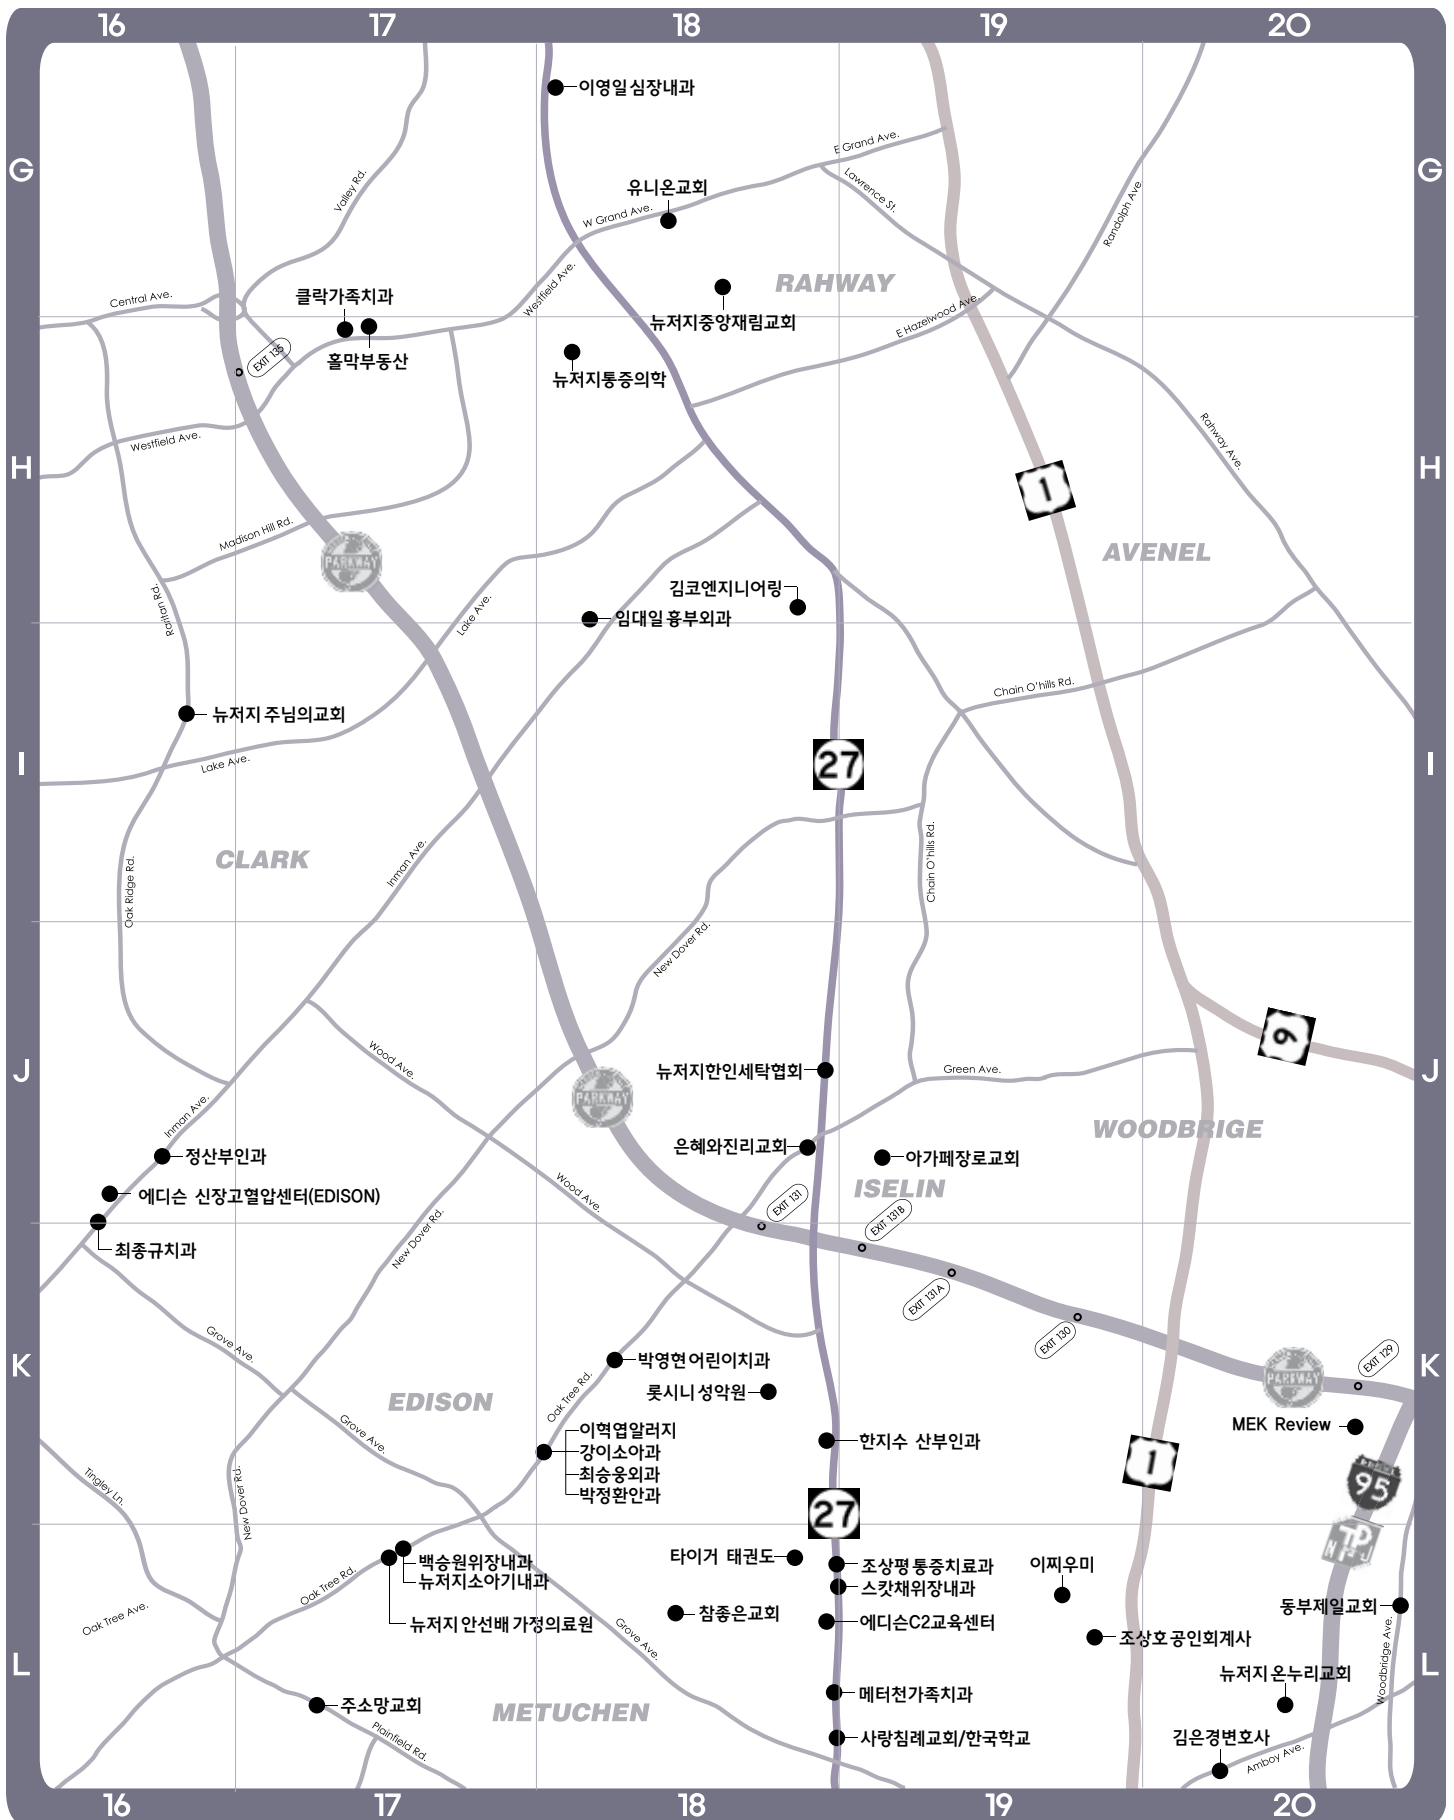 16 17 18 19 20
이영일심장내과
G
G
E Grand Ave.
Valley Rd.
Lawrence St.
유니온교회
W Grand Ave.
Randolph Ave
Westfield Ave.
RAHWAY
Central Ave.
클락가족치과
E Hazelwood Ave.
뉴저지중앙재림교회
EXIT 135
홀막부동산
뉴저지통증의학
Westfield Ave.
Rahway Ave.
H
H
1
Madison Hill Rd.
AVENEL
PARKWAY
Raritan Rd.
김코엔지니어링
Lake Ave.
임대일흉부외과
Chain O'hills Rd.
뉴저지 주님의교회
Lake Ave.
I
27
I
CLARK
Inman Ave.
Chain O'hills Rd.
Oak Ridge Rd.
New Dover Rd.
9
Wood Ave.
뉴저지한인세탁협회
Green Ave.
J
J
PARKWAY
Inman Ave.
WOODBRIGE
은혜와진리교회
정산부인과
아가페장로교회
에디슨 신장고혈압센터(EDISON)
Wood Ave.
ISELIN
EXIT 131
EXIT 131B
New Dover Rd.
최종규치과
EXIT 131A
EXIT 130
Grove Ave.
K
박영현어린이치과
EXIT 129
K
PARKWAY
롯시니성악원
EDISON
Oak Tree Rd.
Grove Ave.
이혁엽알러지
MEK Review
강이소아과
한지수 산부인과
최승웅외과
1
박정환안과
Tingley Ln.
95
New Dover Rd.
27
TP
백승원위장내과
타이거 태권도
조상평통증치료과
이찌우미
뉴저지소아기내과
스캇채위장내과
Oak Tree Rd.
동부제일교회
참좋은교회
Oak Tree Ave.
뉴저지안선배가정의료원
에디슨C2교육센터
Grove Ave.
조상호공인회계사
Woodbridge Ave.
L
L
뉴저지온누리교회
메터천가족치과
주소망교회
METUCHEN
Plainfield Rd.
사랑침례교회/한국학교
김은경변호사
Amboy Ave.
16 17 18 19 20